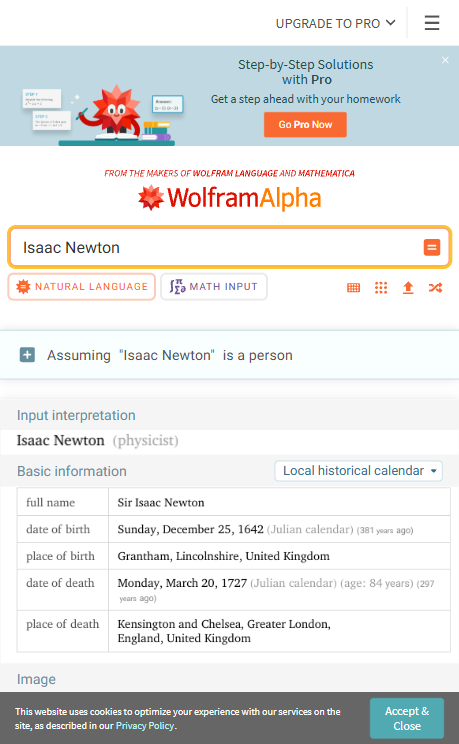 UPGRADE TO PRO
Step-by-Step Solutions
with Pro
Get a step ahead with your homework
Go Pro Now
FROM THE MAKERS OF WOLFRAM LANGUAGE AND MATHEMATICA
WolframAlpha
Isaac Newton
NATURAL LANGUAGE
MATH INPUT
Assuming "Isaac Newton" is a person
Input interpretation
Isaac Newton (physicist)
Basic information
Local historical calendar
full name Sir Isaac Newton
date of birth Sunday, December 25, 1642 (Julian calendar) (381 years ago)
place of birth Grantham, Lincolnshire, United Kingdom
date of death Monday, March 20, 1727 (Julian calendar) (age: 84 years) (297
years ago)
place of death Kensington and Chelsea, Greater London,
England, United Kingdom
Image
This website uses cookies to optimize your experience with our services on the
site, as described in our Privacy Policy.
Accept &
Close